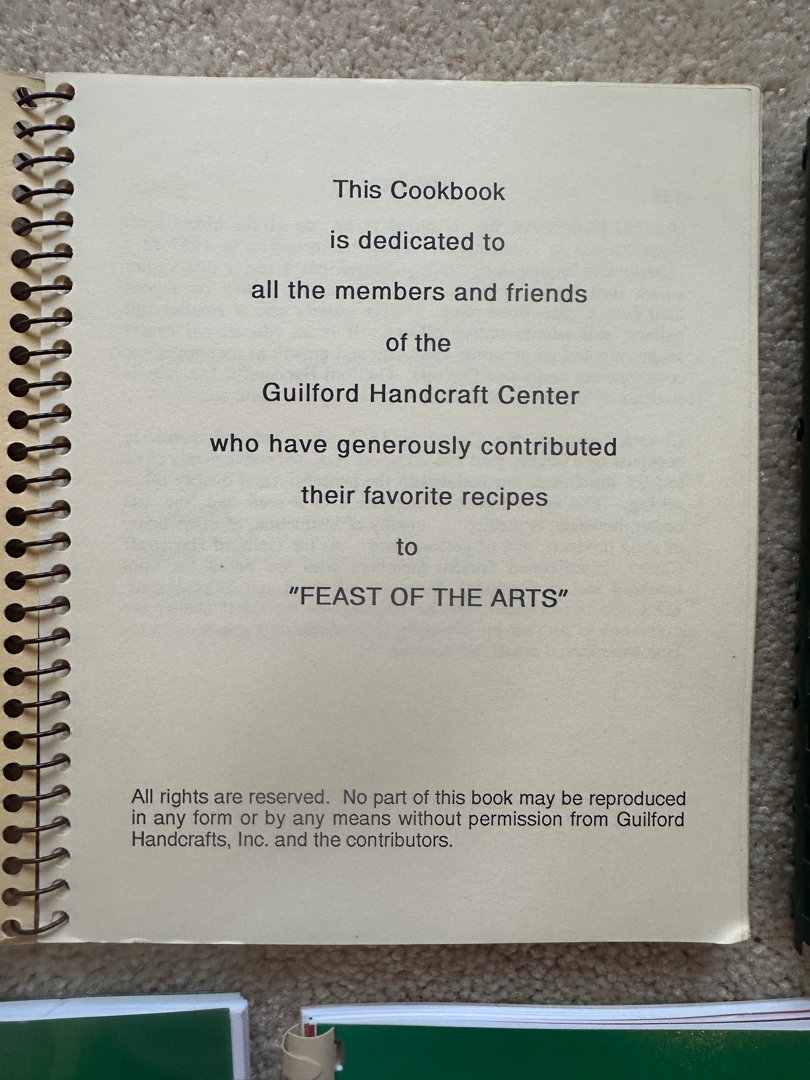 This Cookbook
is dedicated to
all the members and friends
of the
Guilford Handcraft Center
who have generously contributed
their favorite recipes
to
"FEAST OF THE ARTS"
All rights are reserved. No part of this book may be reproduced
in any form or by any means without permission from Guilford
Handcrafts, Inc. and the contributors.